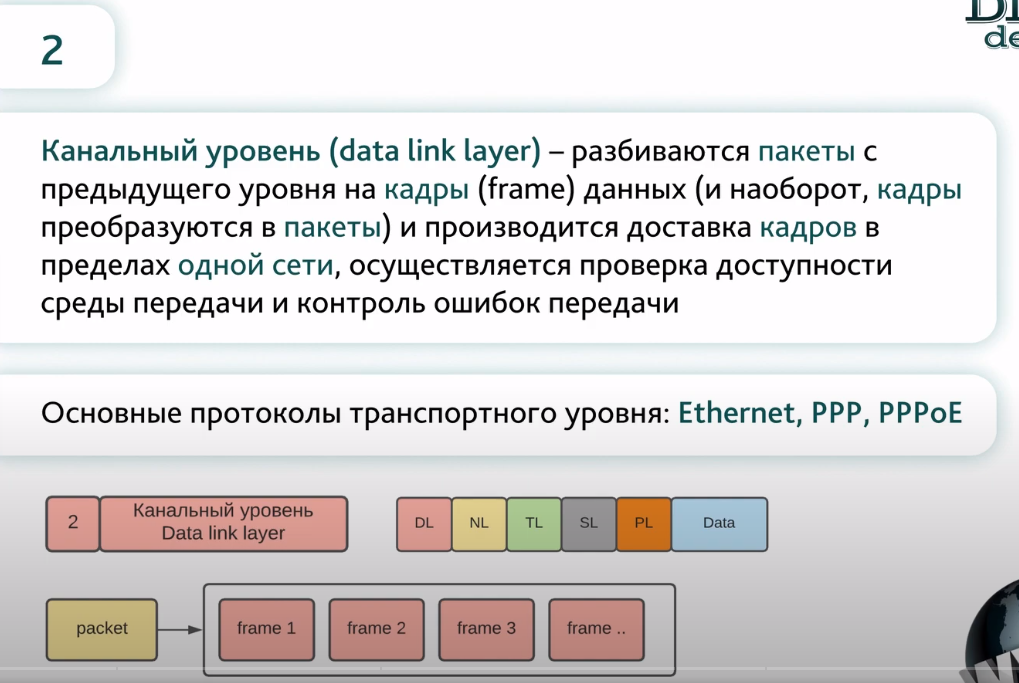 2
Канальный уровень (data link layer) – разбиваются пакеты с
предыдущего уровня на кадры (frame) данных (и наоборот, кадры
преобразуются в пакеты) и производится доставка кадров в
пределах одной сети, осуществляется проверка доступности
среды передачи и контроль ошибок передачи
Основные протоколы транспортного уровня: Ethernet, PPP, PPPoE
2
Канальный уровень
Data link layer
DL NL TL SL PL Data
packet frame 1 frame 2 frame 3 frame ..